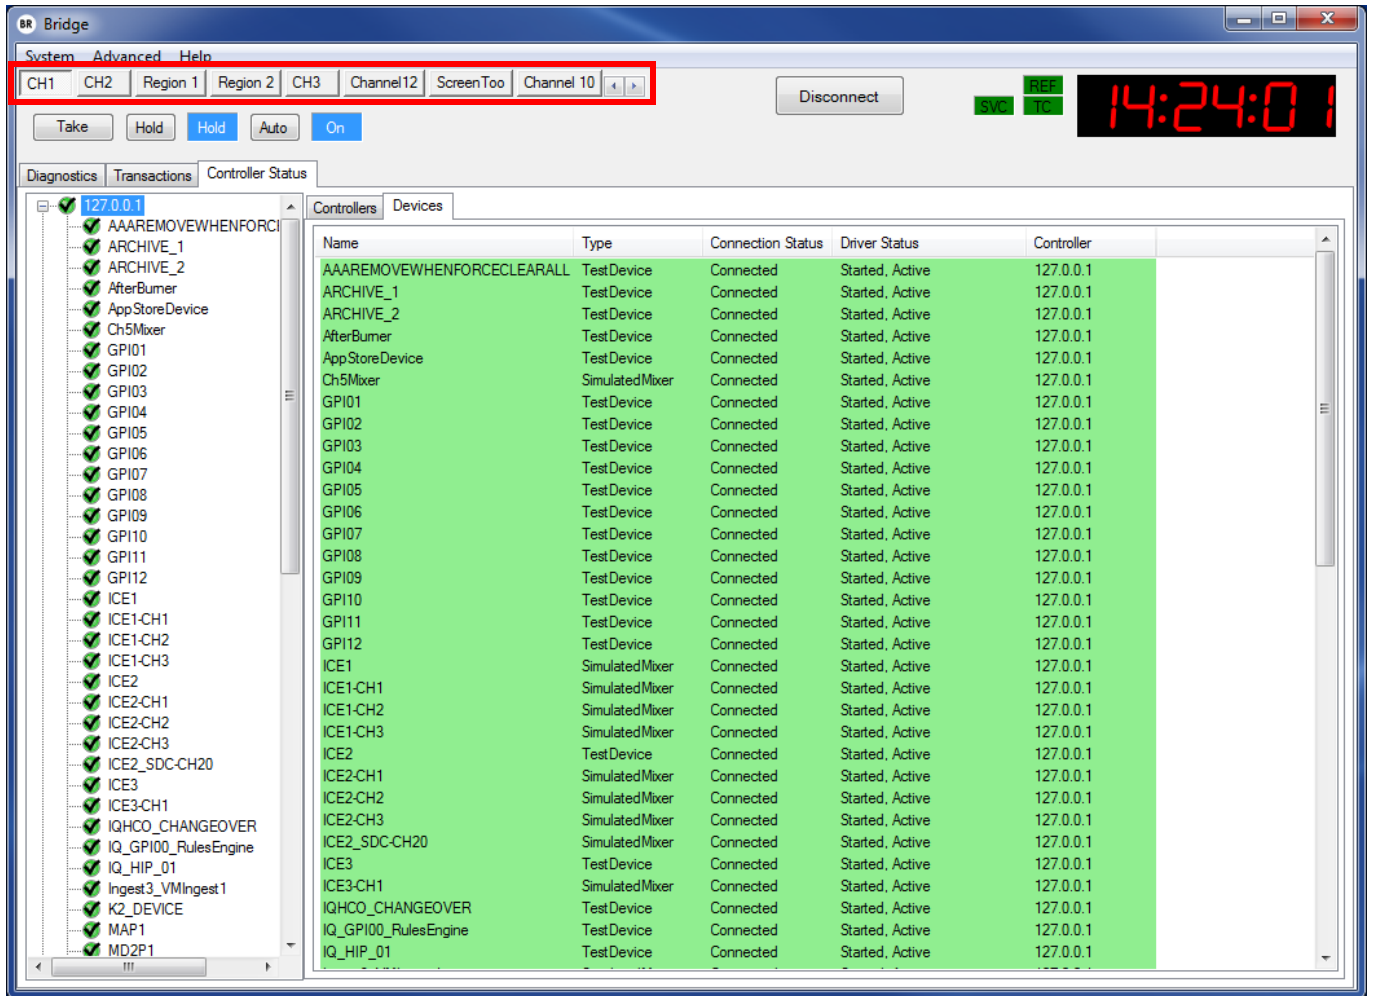 BR Bridge
System Advanced Help
CH1 CH2 Region 1 Region 2 CH3 Channel12 ScreenToo Channel 10
Disconnect
REF
SVC TC
14:24:01
Take Hold Hold Auto On
Diagnostics Transactions Controller Status
127.0.0.1
AAAREMOVEWHENFORCI
ARCHIVE_1
ARCHIVE_2
AfterBurner
AppStoreDevice
Ch5Mixer
GPI01
GPI02
GPI03
GPI04
GPI05
GPI06
GPI07
GPI08
GPI09
GPI10
GPI11
GPI12
ICE1
ICE1-CH1
ICE1-CH2
ICE1-CH3
ICE2
ICE2-CH1
ICE2-CH2
ICE2-CH3
ICE2_SDC-CH20
ICE3
ICE3-CH1
IQHCO_CHANGEOVER
IQ_GPI00_RulesEngine
IQ_HIP_01
Ingest3_VMIngest1
K2_DEVICE
MAP1
MD2P1
Controllers Devices
Name Type Connection Status Driver Status Controller
AAAREMOVEWHENFORCECLEARALL TestDevice Connected Started, Active 127.0.0.1
ARCHIVE_1 TestDevice Connected Started, Active 127.0.0.1
ARCHIVE_2 TestDevice Connected Started, Active 127.0.0.1
AfterBurner TestDevice Connected Started, Active 127.0.0.1
AppStoreDevice TestDevice Connected Started, Active 127.0.0.1
Ch5Mixer SimulatedMixer Connected Started, Active 127.0.0.1
GPI01 TestDevice Connected Started, Active 127.0.0.1
GPI02 TestDevice Connected Started, Active 127.0.0.1
GPI03 TestDevice Connected Started, Active 127.0.0.1
GPI04 TestDevice Connected Started, Active 127.0.0.1
GPI05 TestDevice Connected Started, Active 127.0.0.1
GPI06 TestDevice Connected Started, Active 127.0.0.1
GPI07 TestDevice Connected Started, Active 127.0.0.1
GPI08 TestDevice Connected Started, Active 127.0.0.1
GPI09 TestDevice Connected Started, Active 127.0.0.1
GPI10 TestDevice Connected Started, Active 127.0.0.1
GPI11 TestDevice Connected Started, Active 127.0.0.1
GPI12 TestDevice Connected Started, Active 127.0.0.1
ICE1 SimulatedMixer Connected Started, Active 127.0.0.1
ICE1-CH1 SimulatedMixer Connected Started, Active 127.0.0.1
ICE1-CH2 SimulatedMixer Connected Started, Active 127.0.0.1
ICE1-CH3 SimulatedMixer Connected Started, Active 127.0.0.1
ICE2 TestDevice Connected Started, Active 127.0.0.1
ICE2-CH1 SimulatedMixer Connected Started, Active 127.0.0.1
ICE2-CH2 SimulatedMixer Connected Started, Active 127.0.0.1
ICE2-CH3 SimulatedMixer Connected Started, Active 127.0.0.1
ICE2_SDC-CH20 SimulatedMixer Connected Started, Active 127.0.0.1
ICE3 TestDevice Connected Started, Active 127.0.0.1
ICE3-CH1 SimulatedMixer Connected Started, Active 127.0.0.1
IQHCO_CHANGEOVER TestDevice Connected Started, Active 127.0.0.1
IQ_GPI00_RulesEngine TestDevice Connected Started, Active 127.0.0.1
IQ_HIP_01 TestDevice Connected Started, Active 127.0.0.1